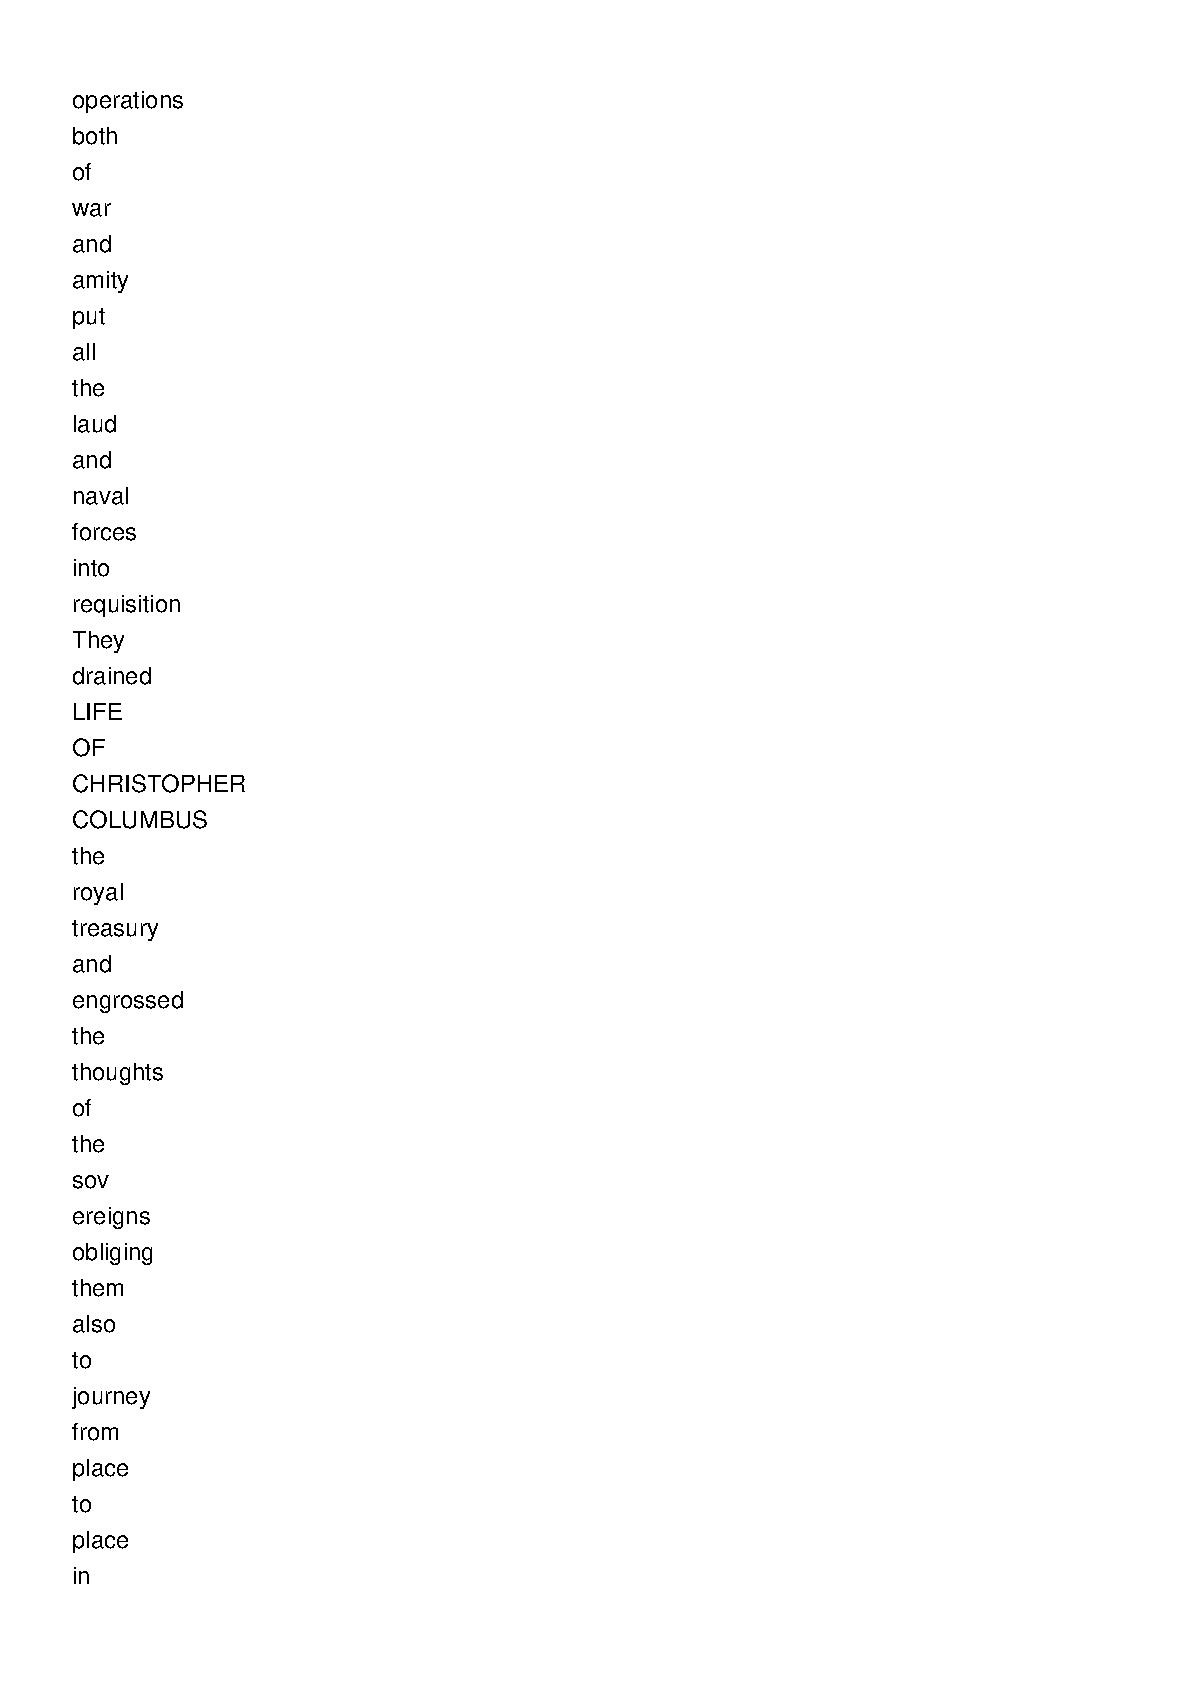 operations
both
of
war
and
amity
put
all
the
laud
and
naval
forces
into
requisition
They
drained
LIFE
OF
CHRISTOPHER
COLUMBUS
the
royal
treasury
and
engrossed
the
thoughts
of
the
sov
ereigns
obliging
them
also
to
journey
from
place
to
place
in